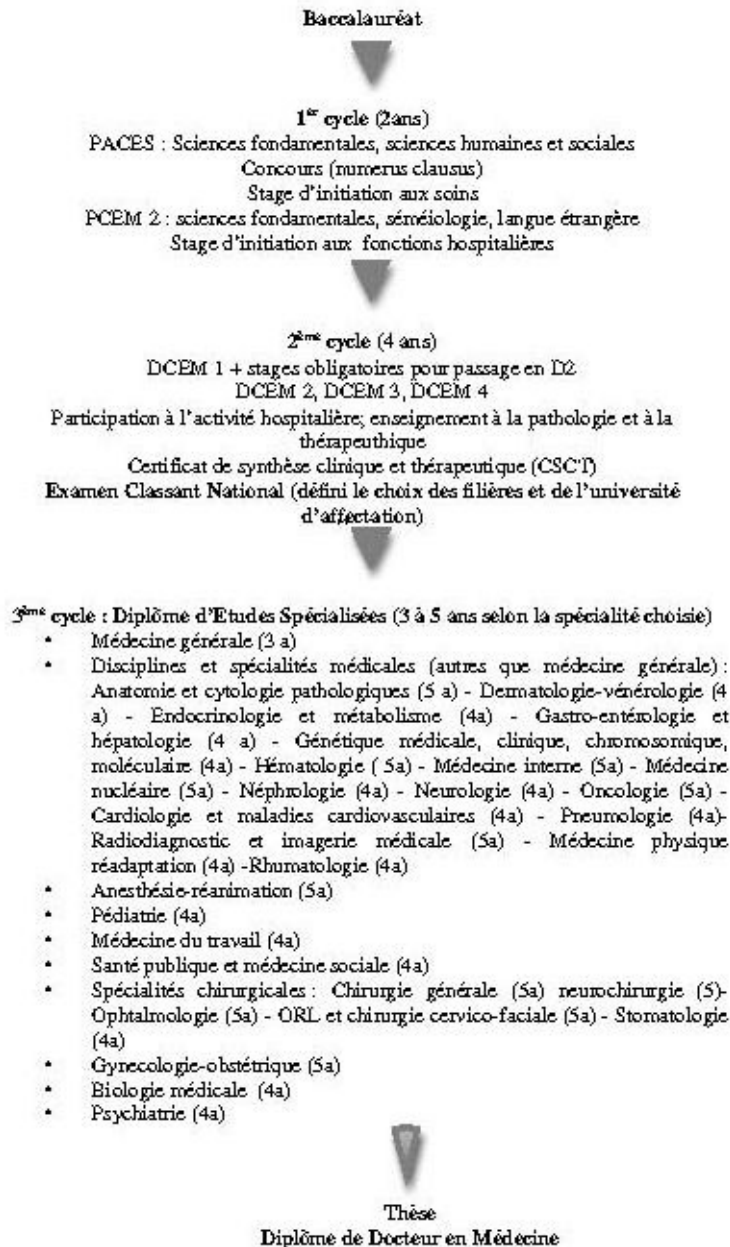 Baccalauréat
1er cycle (2ans)
PACES : Sciences fondamentales, sciences humaines et sociales
Concours (numerus clausus)
Stage d'initiation aux soins
PCEM 2 : sciences fondamentales, séméiologie, langue étrangère
Stage d'initiation aux fonctions hospitalières
2ème cycle (4 ans)
DCEM 1 + stages obligatoires pour passage en D2
DCEM 2, DCEM 3, DCEM 4
Participation à l'activité hospitalière; enseignement à la pathologie et à la
thérapeuthique
Certificat de synthèse clinique et thérapeutique (CSCT)
Examen Classant National (défini le choix des filières et de l'université
d'affectation)
3ème cycle : Diplôme d'Etudes Spécialisées (3 à 5 ans selon la spécialité choisie)
• Médecine générale (3 a)
• Disciplines et spécialités médicales (autres que médecine générale) :
Anatomie et cytologie pathologiques (5 a) - Dermatologie-vénérologie (4
a) - Endocrinologie et métabolisme (4a) - Gastro-entérologie et
hépatologie (4 a) - Génétique médicale, clinique, chromosomique,
moléculaire (4a) - Hématologie ( 5a) - Médecine interne (5a) - Médecine
nucléaire (5a) - Néphrologie (4a) - Neurologie (4a) - Oncologie (5a) -
Cardiologie et maladies cardiovasculaires (4a) - Pneumologie (4a)-
Radiodiagnostic et imagerie médicale (5a) - Médecine physique
réadaptation (4a) -Rhumatologie (4a)
• Anesthésie-réanimation (5a)
• Pédiatrie (4a)
• Médecine du travail (4a)
• Santé publique et médecine sociale (4a)
• Spécialités chirurgicales : Chirurgie générale (5a) neurochirurgie (5)-
Ophtalmologie (5a) - ORL et chirurgie cervico-faciale (5a) - Stomatologie
(4a)
• Gynecologie-obstétrique (5a)
• Biologie médicale (4a)
• Psychiatrie (4a)
Thèse
Diplôme de Docteur en Médecine